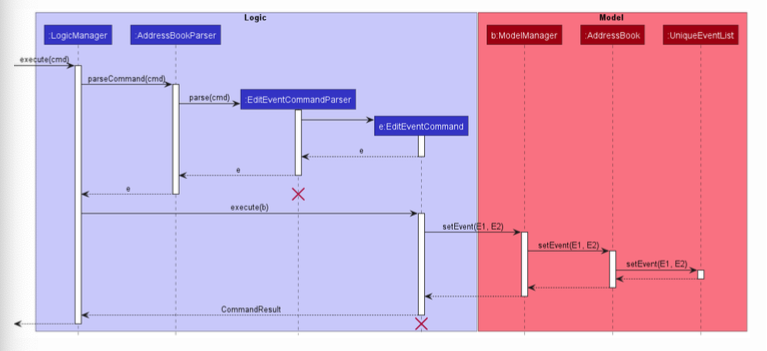 Logic
Model
:LogicManager
:AddressBookParser
b:ModelManager
:AddressBook
:UniqueEventList
execute(cmd)
parseCommand(cmd)
parse(cmd)
:EditEventCommandParser
e:EditEventCommand
e
e
e
execute(b)
setEvent(E1, E2)
setEvent(E1, E2)
setEvent(E1, E2)
CommandResult